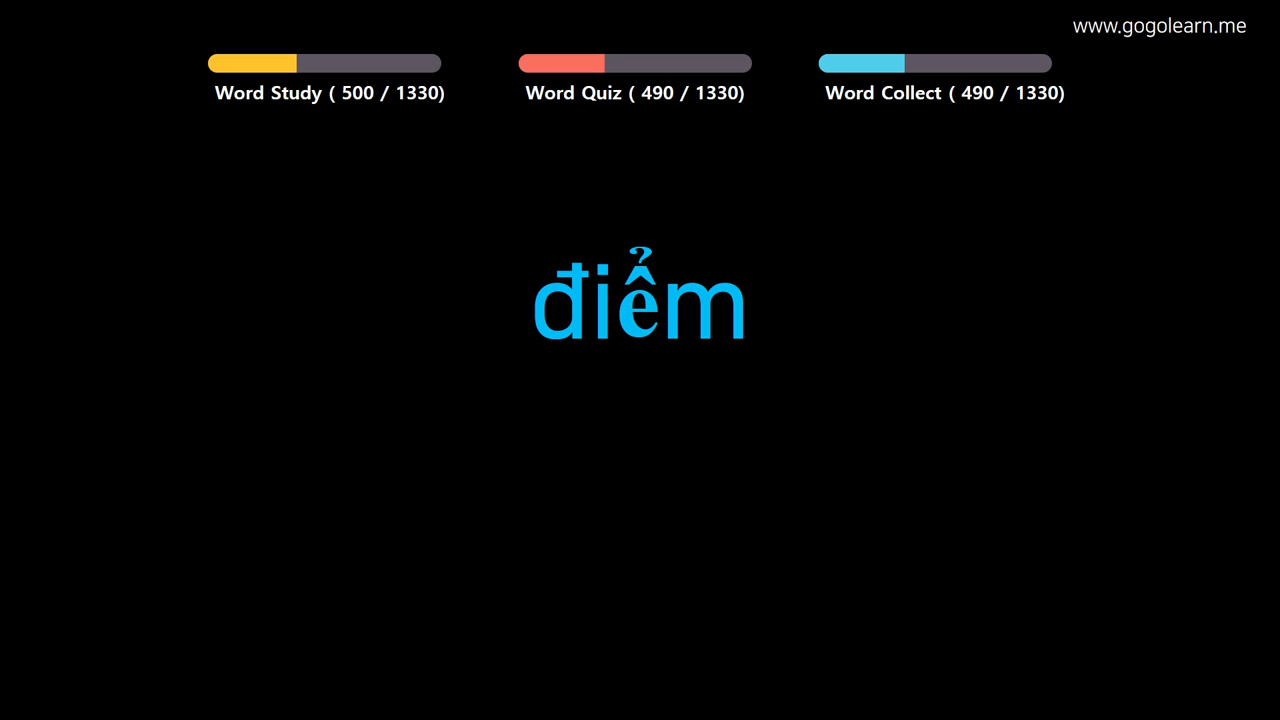 www.gogolearn.me
Word Study ( 500 / 1330)
Word Quiz ( 490 / 1330)
Word Collect ( 490 / 1330)
điểm